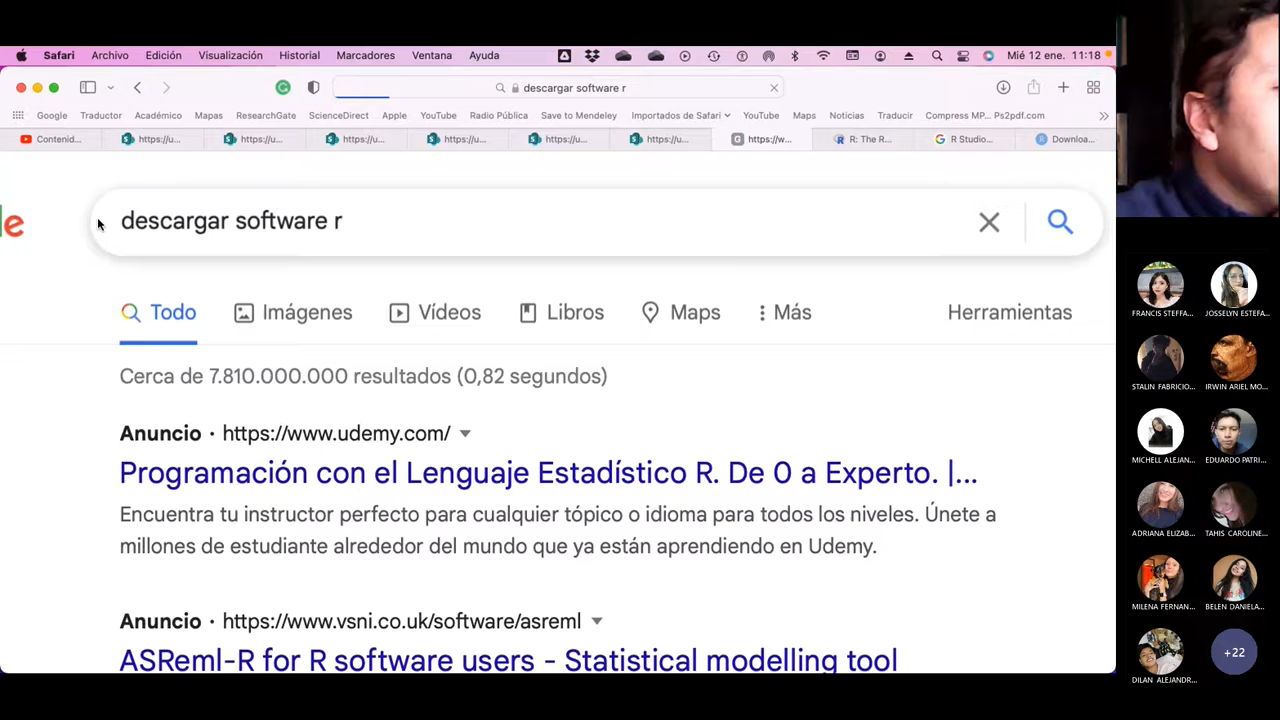 Safari Archivo Edición Visualización Historial Marcadores Ventana Ayuda Mié 12 ene. 11:18
descargar software r
Google Traductor Académico Mapas ResearchGate ScienceDirect Apple YouTube Radio Pública Save to Mendeley Importados de Safari YouTube Maps Noticias Traducir Compress MP... Ps2pdf.com
Contenid... https://u... https://u... https://u... https://u... https://u... https://u... https://w... R: The R... R Studio... Downloa...
le
descargar software r
Todo Imágenes Vídeos Libros Maps Más Herramientas
Cerca de 7.810.000.000 resultados (0,82 segundos)
Anuncio · https://www.udemy.com/
Programación con el Lenguaje Estadístico R. De 0 a Experto. |...
Encuentra tu instructor perfecto para cualquier tópico o idioma para todos los niveles. Únete a
millones de estudiante alrededor del mundo que ya están aprendiendo en Udemy.
Anuncio · https://www.vsni.co.uk/software/asreml
ASReml-R for R software users - Statistical modelling tool
FRANCIS STEFFA... JOSSELYN ESTEFA...
STALIN FABRICIO... IRWIN ARIEL MO...
MICHELL ALEJAN... EDUARDO PATRI...
ADRIANA ELIZAB... TAHIS CAROLINE...
MILENA FERNAN... BELEN DANIELA...
DILAN ALEJANDR... +22